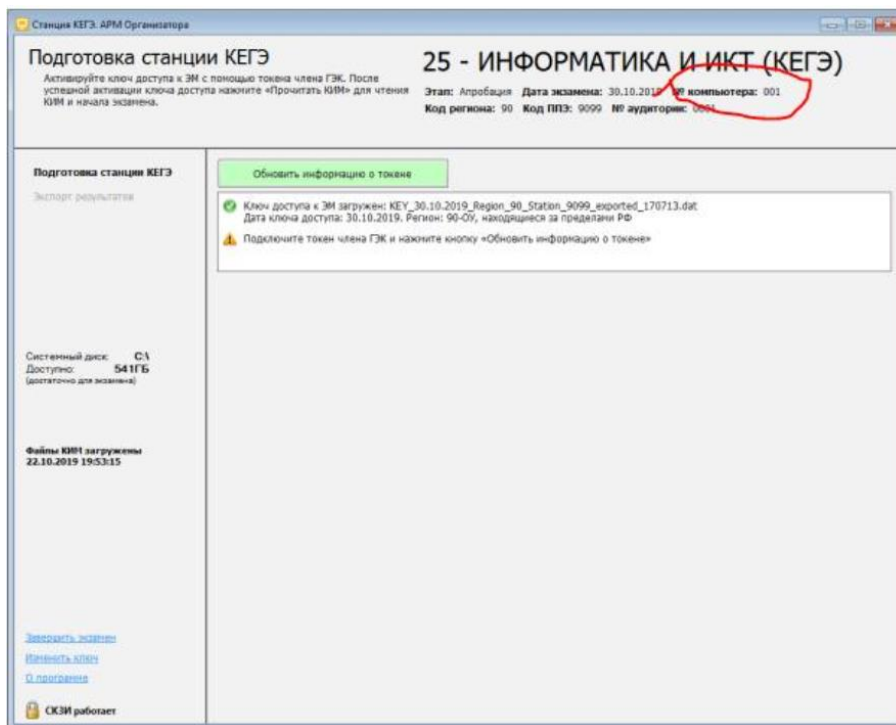 Станция КЕГЭ. АРМ Организатора
Подготовка станции КЕГЭ
Активируйте ключ доступа к ЭМ с помощью токена члена ГЭК. После
успешной активации ключа доступа нажмите «Прочитать КИМ» для чтения
КИМ и начала экзамена.
25 - ИНФОРМАТИКА И ИКТ (КЕГЭ)
Этап: Апробация Дата экзамена: 30.10.2019 № компьютера: 001
Код региона: 90 Код ППЭ: 9099 № аудитории: 0001
Подготовка станции КЕГЭ
Экспорт результатов
Обновить информацию о токене
Ключ доступа к ЭМ загружен: KEY_30.10.2019_Region_90_Station_9099_exported_170713.dat
Дата ключа доступа: 30.10.2019. Регион: 90-ОУ, находящиеся за пределами РФ
Подключите токен члена ГЭК и нажмите кнопку «Обновить информацию о токене»
Системный диск: C:\
Доступно: 541ГБ
(достаточно для экзамена)
Файлы КИМ загружены
22.10.2019 19:53:15
Завершить экзамен
Изменить ключ
О программе
СКЗИ работает